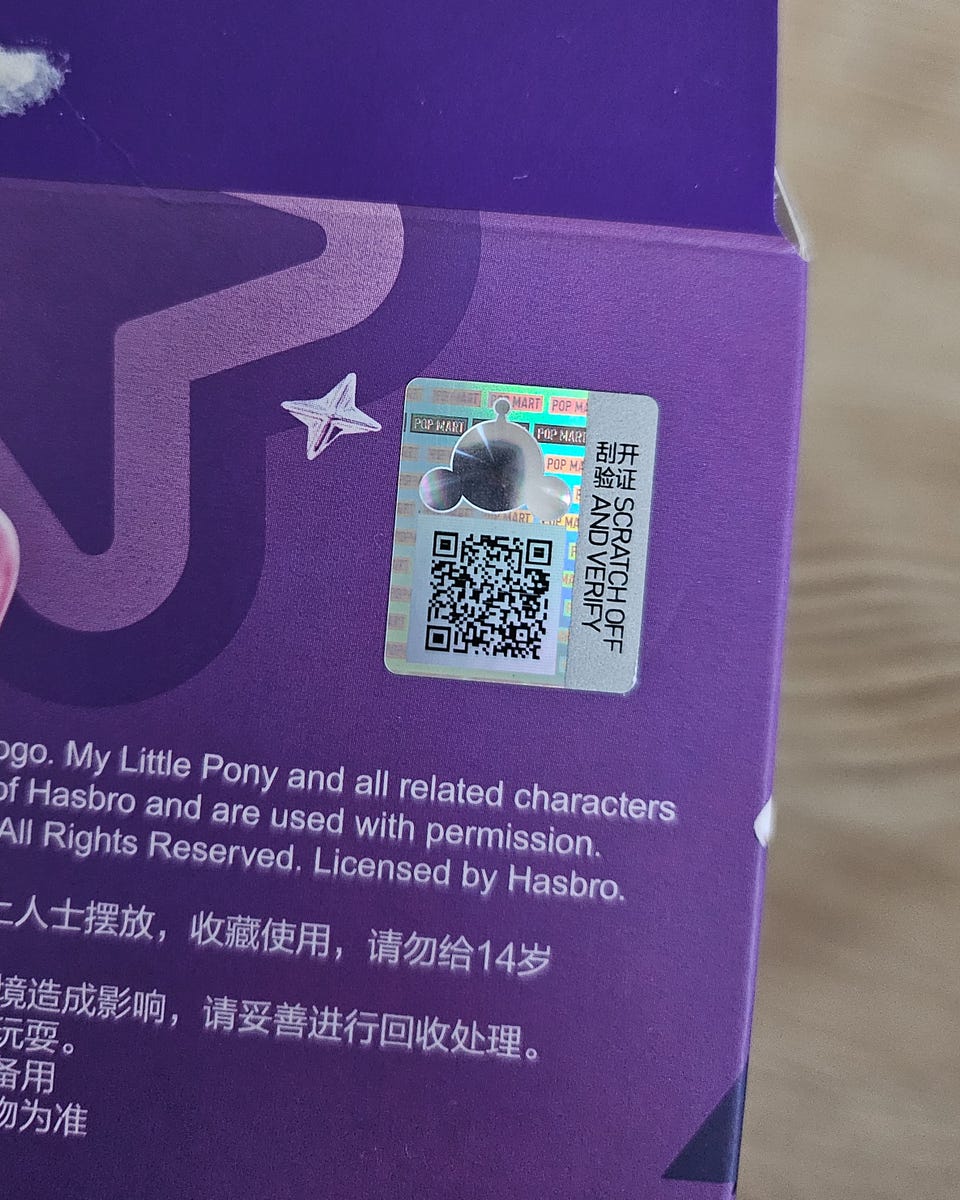 POP MART POP MART
POP MART POP MART
POP MART
开证 SCRATCH OFF
刮验 AND VERIFY
ogo. My Little Pony and all related characters
of Hasbro and are used with permission.
All Rights Reserved. Licensed by Hasbro.
人士摆放，收藏使用，请勿给14岁
境造成影响，请妥善进行回收处理。
玩耍。
备用
物为准